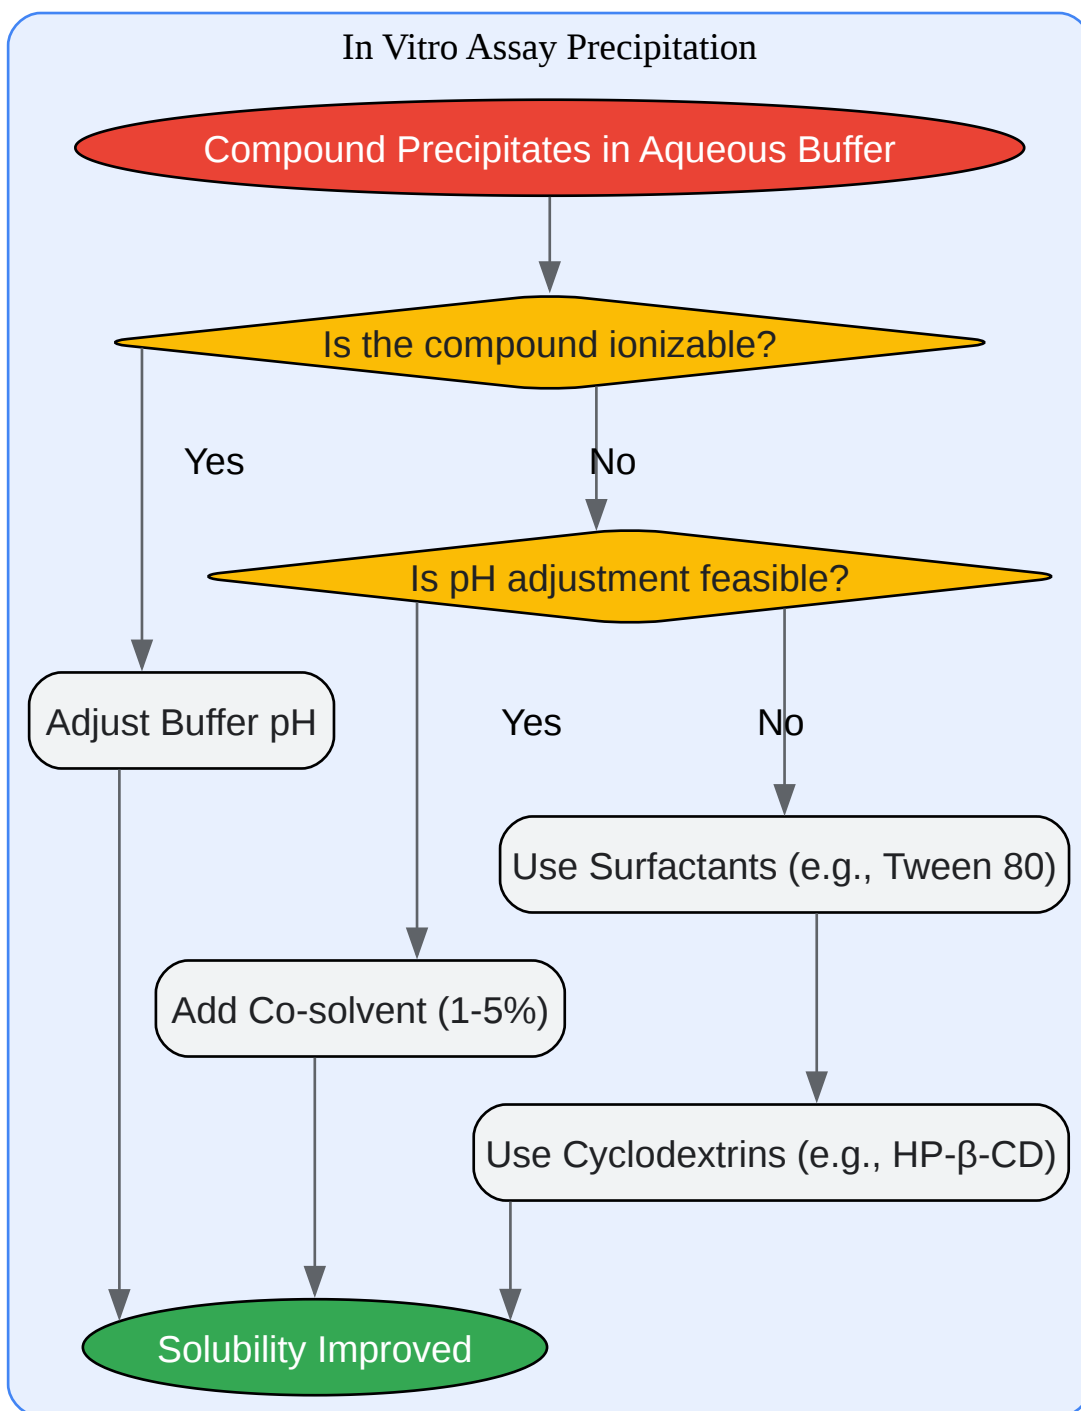 In Vitro Assay Precipitation
Compound Precipitates in Aqueous Buffer
Is the compound ionizable?
Yes
No
Is pH adjustment feasible?
Adjust Buffer pH
Yes
No
Use Surfactants (e.g., Tween 80)
Add Co-solvent (1-5%)
Use Cyclodextrins (e.g., HP-β-CD)
Solubility Improved